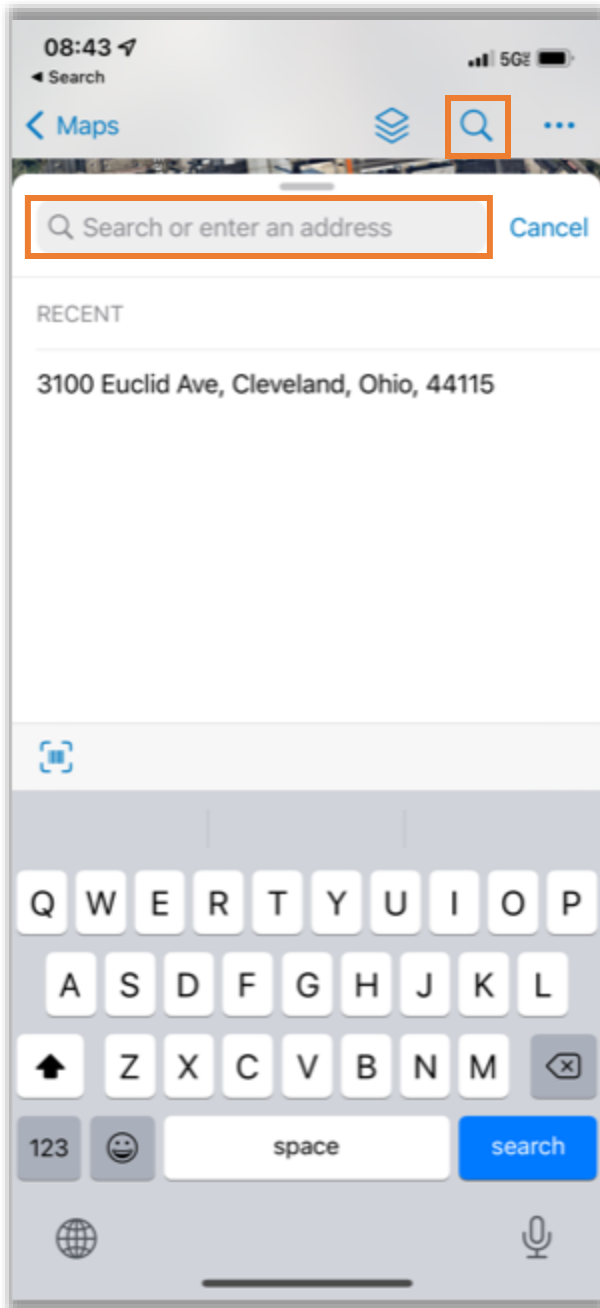 08:43
5G
Search
Maps
Search or enter an address Cancel
RECENT
3100 Euclid Ave, Cleveland, Ohio, 44115
Q W E R T Y U I O P
A S D F G H J K L
Z X C V B N M
123 space search